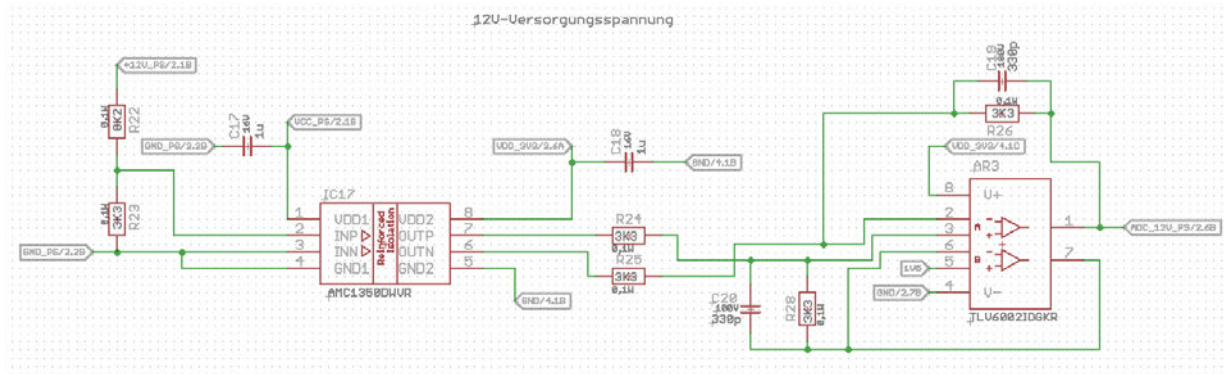 12V-Versorgungsspannung
+12V_PS/2.1B
0,1W
8K2
R22
GND_PS/2.2B
C17
16V
1u
VCC_PS/2.1B
0,1W
3K3
R23
GND_PS/2.2B
IC17
1
2
3
4
VDD1
INP
INN
GND1
Reinforced
Isolation
VDD2
OUTP
OUTN
GND2
8
7
6
5
AMC1350DWVR
VDD_3V3/2.6A
C18
16V
1u
GND/4.1B
GND/4.1B
R24
3K3
0,1W
R25
3K3
0,1W
C20
100V
330p
R28
3K3
0,1W
C19
100V
330p
0,1W
3K3
R26
VDD_3V3/4.1C
AR3
8
2
3
6
5
4
U+
A
B
U-
1
7
GND/2.7B
TLV6002IDGKR
ADC_12V_PS/2.6B